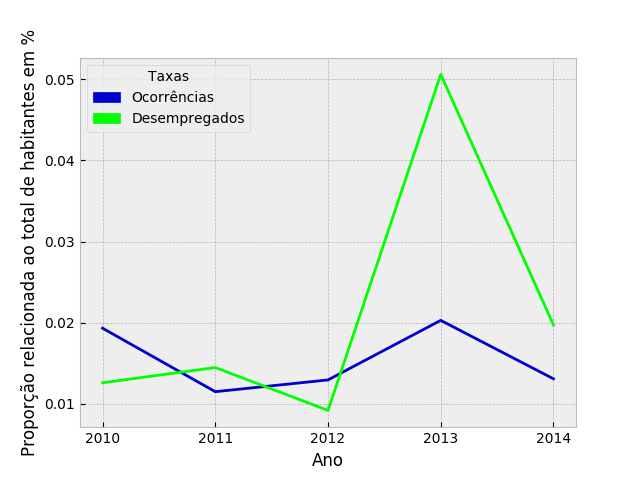 Proporção relacionada ao total de habitantes em %
0.05
0.04
0.03
0.02
0.01
Taxas
Ocorrências
Desempregados
2010 2011 2012 2013 2014
Ano